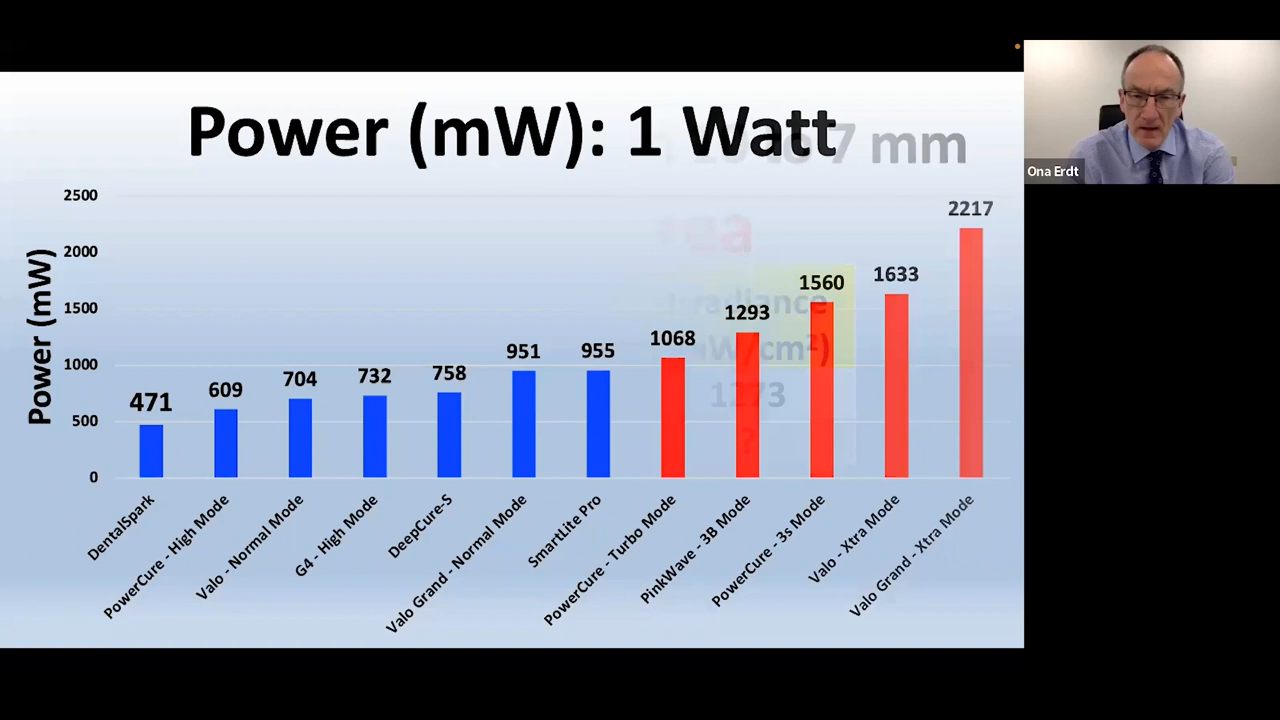 Power (mW): 1 Watt
7 mm
Power (mW)
2500
2000
1500
1000
500
0
471
609
704
732
758
951
955
1068
1293
1560
1633
2217
Irradiance
mW/cm²)
1273
?
DentalSpark
PowerCure - High Mode
Valo - Normal Mode
G4 - High Mode
DeepCure-S
Valo Grand - Normal Mode
SmartLite Pro
PowerCure - Turbo Mode
PinkWave - 3B Mode
PowerCure - 3s Mode
Valo - Xtra Mode
Valo Grand - Xtra Mode
Ona Erdt